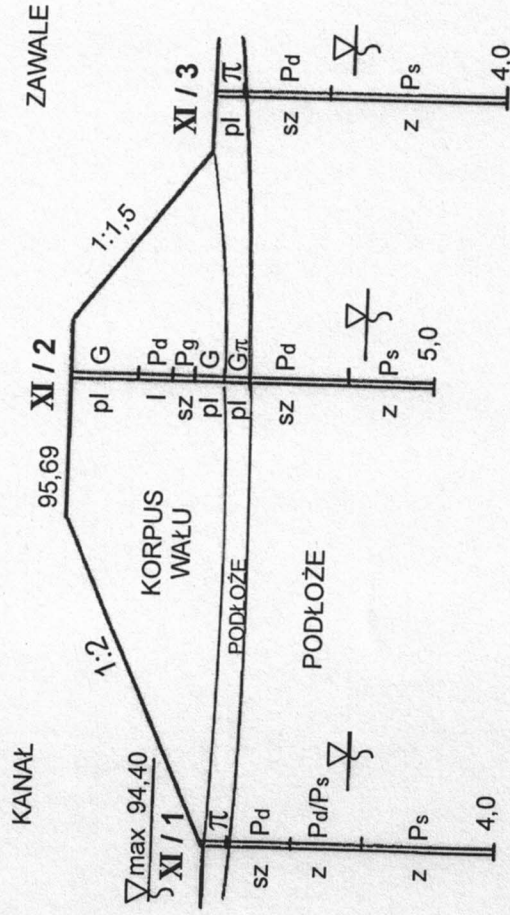 KANAŁ
ZAWALE
max 94,40
XI / 1
1:2
95,69
XI / 2
1:1,5
XI / 3
KORPUS
WAŁU
PODŁOŻE
PODŁOŻE
π
Pd
sz
Pd/Ps
z
Ps
z
4,0
G
pl
Pd
l
Pg
sz
G
pl
Gπ
pl
Pd
sz
Ps
z
5,0
π
pl
Pd
sz
Ps
z
4,0